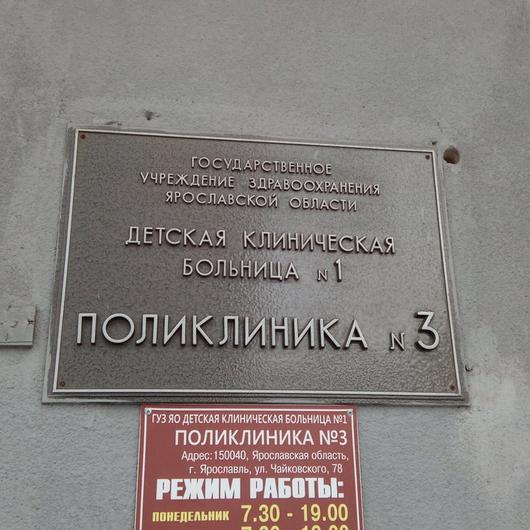 ГОСУДАРСТВЕННОЕ
УЧРЕЖДЕНИЕ ЗДРАВООХРАНЕНИЯ
ЯРОСЛАВСКОЙ ОБЛАСТИ
ДЕТСКАЯ КЛИНИЧЕСКАЯ
БОЛЬНИЦА №1
ПОЛИКЛИНИКА №3
ГУЗ ЯО ДЕТСКАЯ КЛИНИЧЕСКАЯ БОЛЬНИЦА №1
ПОЛИКЛИНИКА №3
Адрес: 150040, Ярославская область,
г. Ярославль, ул. Чайковского, 78
РЕЖИМ РАБОТЫ:
ПОНЕДЕЛЬНИК 7.30 - 19.00